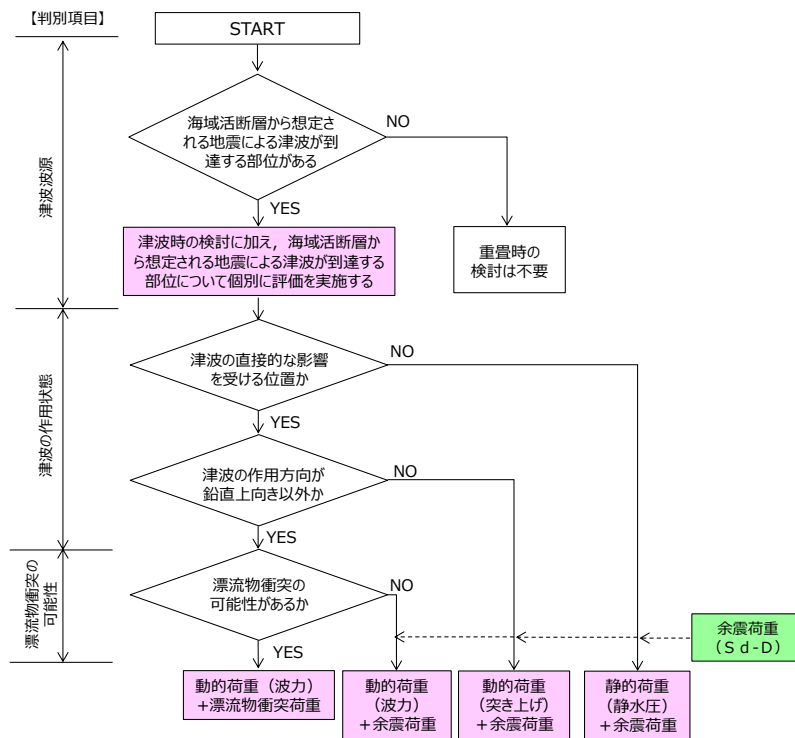 【判別項目】
START
海域活断層から想定さ
れる地震による津波が到
達する部位がある
NO
YES
津波波源
津波時の検討に加え，海域活断層か
ら想定される地震による津波が到達する
部位について個別に評価を実施する
重畳時の
検討は不要
津波の作用状態
津波の直接的な影響
を受ける位置か
NO
YES
津波の作用方向が
鉛直上向き以外か
NO
YES
漂流物衝突の
可能性
漂流物衝突の
可能性があるか
NO
YES
余震荷重
（Ｓｄ-Ｄ）
動的荷重（波力）
＋漂流物衝突荷重
動的荷重
（波力）
＋余震荷重
動的荷重
（突き上げ）
＋余震荷重
静的荷重
（静水圧）
＋余震荷重